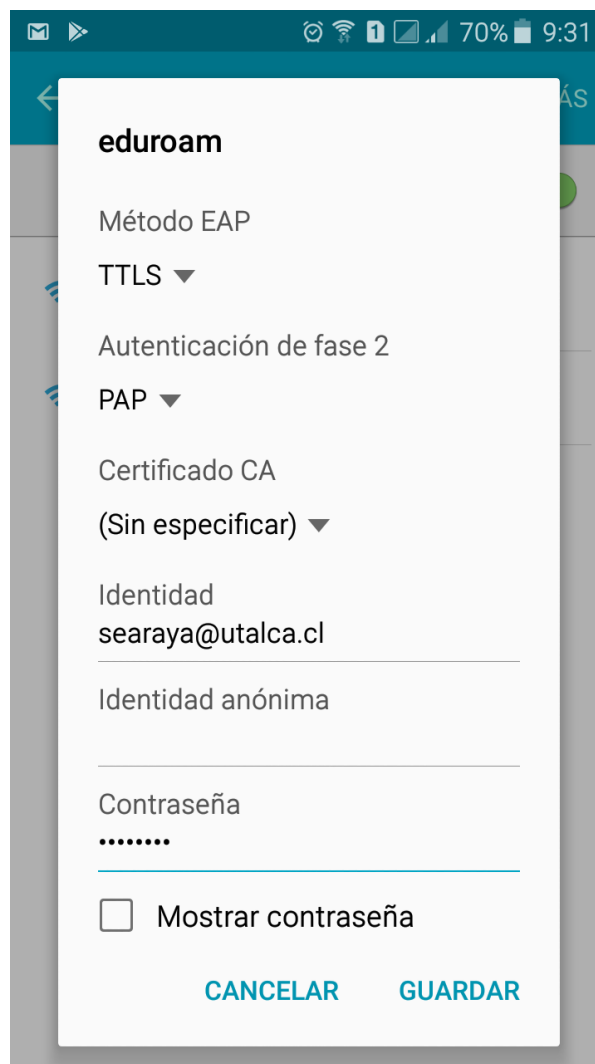 1 70% 9:31
ÁS
eduroam
Método EAP
TTLS
Autenticación de fase 2
PAP
Certificado CA
(Sin especificar)
Identidad
searaya@utalca.cl
Identidad anónima
Contraseña
••••••••
Mostrar contraseña
CANCELAR GUARDAR